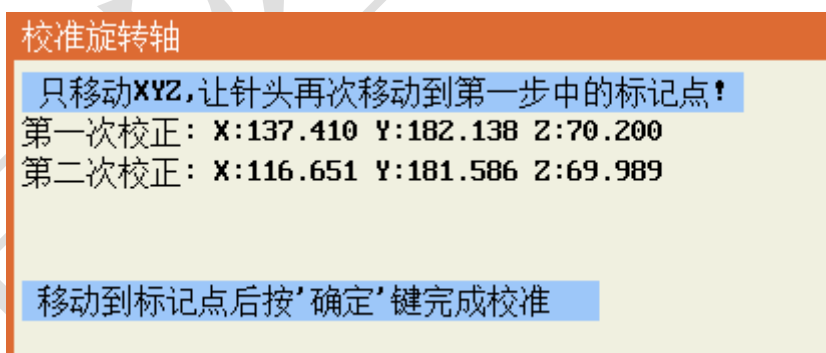 校准旋转轴
只移动XYZ,让针头再次移动到第一步中的标记点!
第一次校正: X:137.410 Y:182.138 Z:70.200
第二次校正: X:116.651 Y:181.586 Z:69.989
移动到标记点后按'确定'键完成校准